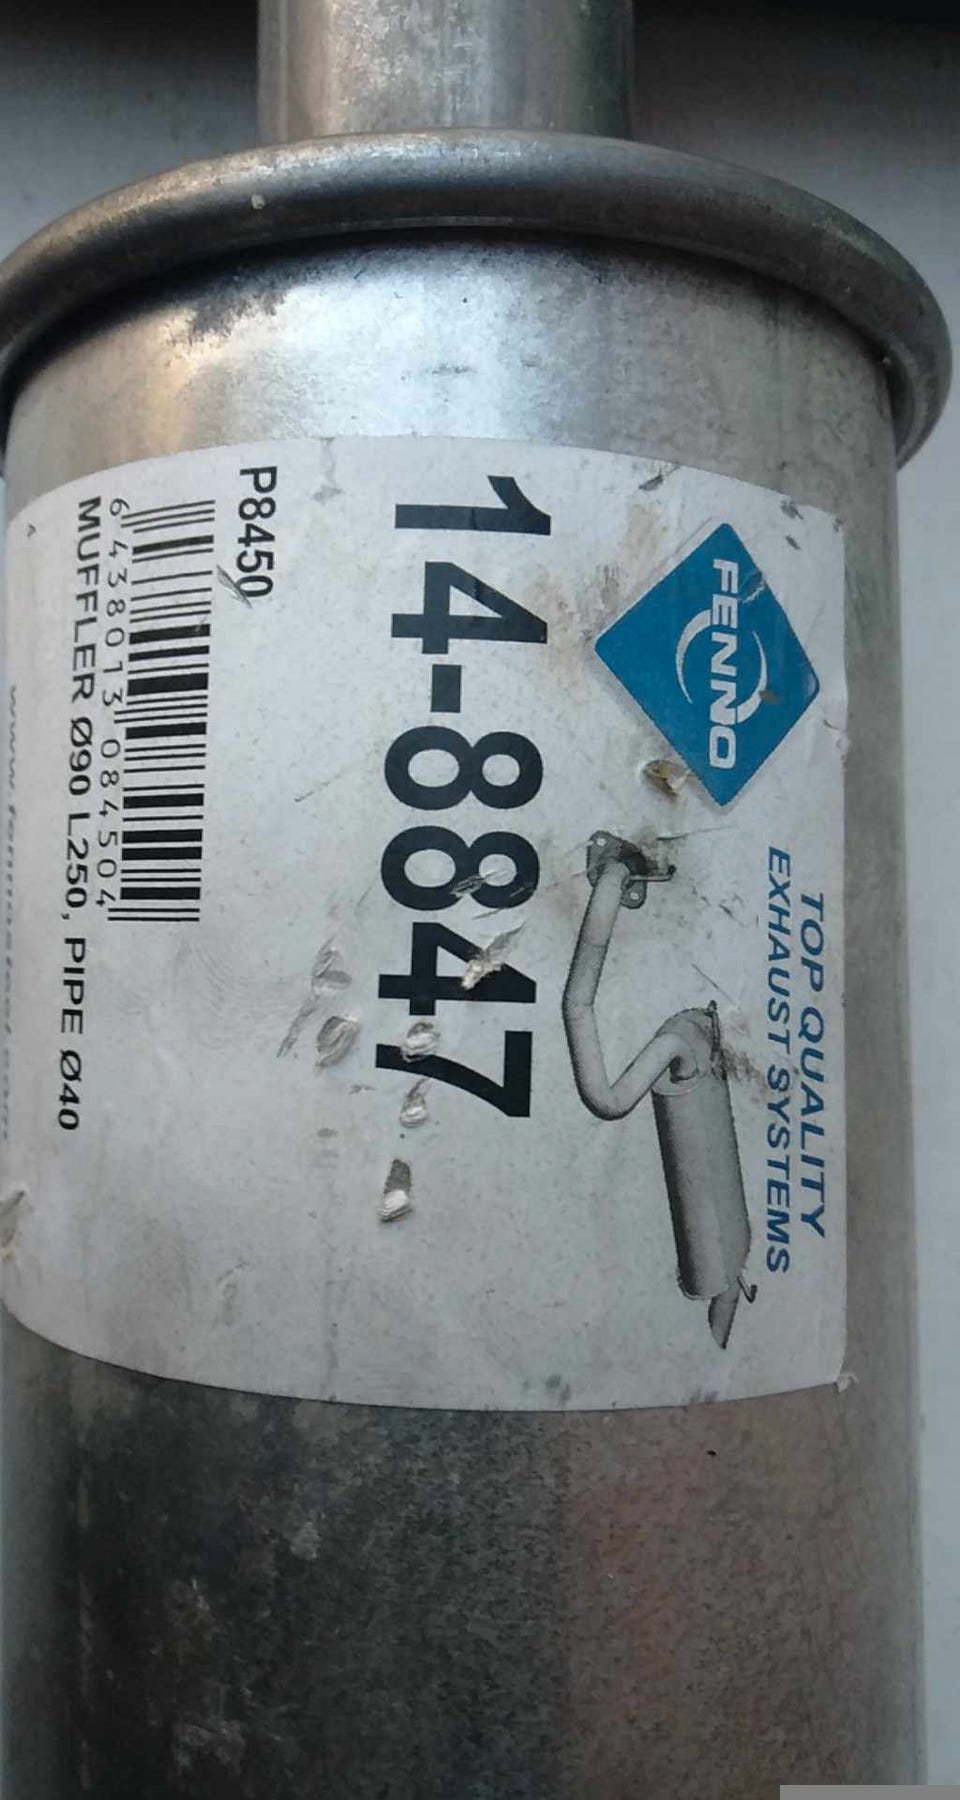 FENNO
TOP QUALITY
EXHAUST SYSTEMS
14-8847
P8450
6 438013 084504
MUFFLER Ø90 L250, PIPE Ø40